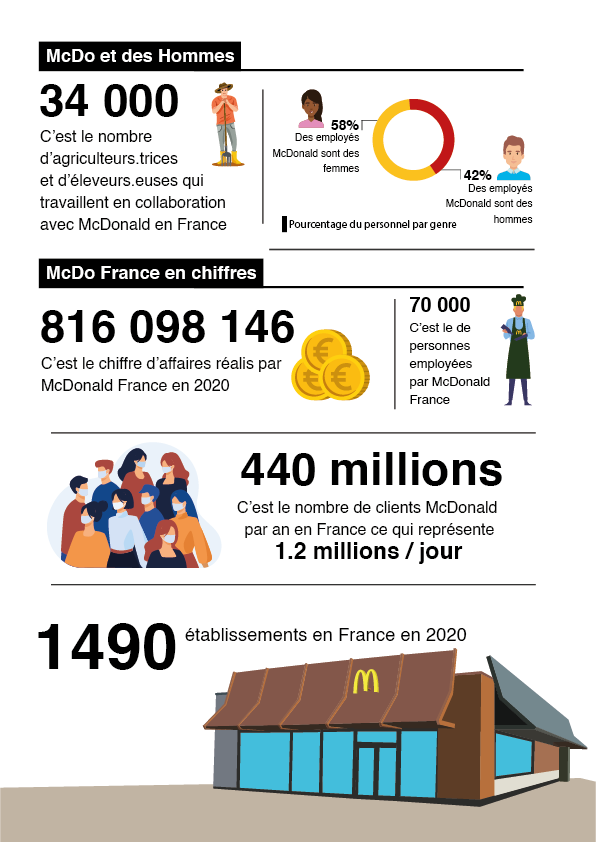 McDo et des Hommes
34 000
C’est le nombre
d’agriculteurs.trices
et d’éleveurs.euses qui
travaillent en collaboration
avec McDonald en France
58%
Des employés
McDonald sont des
femmes
42%
Des employés
McDonald sont des
hommes
Pourcentage du personnel par genre
McDo France en chiffres
816 098 146
C’est le chiffre d’affaires réalis par
McDonald France en 2020
70 000
C’est le de
personnes
employées
par McDonald
France
440 millions
C’est le nombre de clients McDonald
par an en France ce qui représente
1.2 millions / jour
1490
établissements en France en 2020